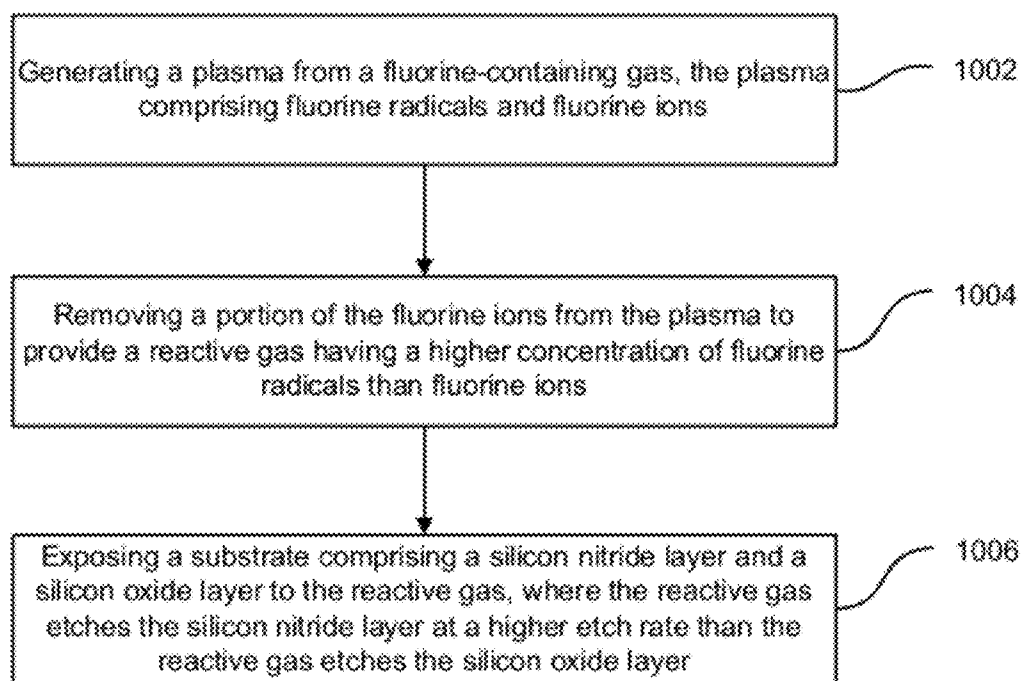 Generating a plasma from a fluorine-containing gas, the plasma
comprising fluorine radicals and fluorine ions
1002
Removing a portion of the fluorine ions from the plasma to
provide a reactive gas having a higher concentration of fluorine
radicals than fluorine ions
1004
Exposing a substrate comprising a silicon nitride layer and a
silicon oxide layer to the reactive gas, where the reactive gas
etches the silicon nitride layer at a higher etch rate than the
reactive gas etches the silicon oxide layer
1006